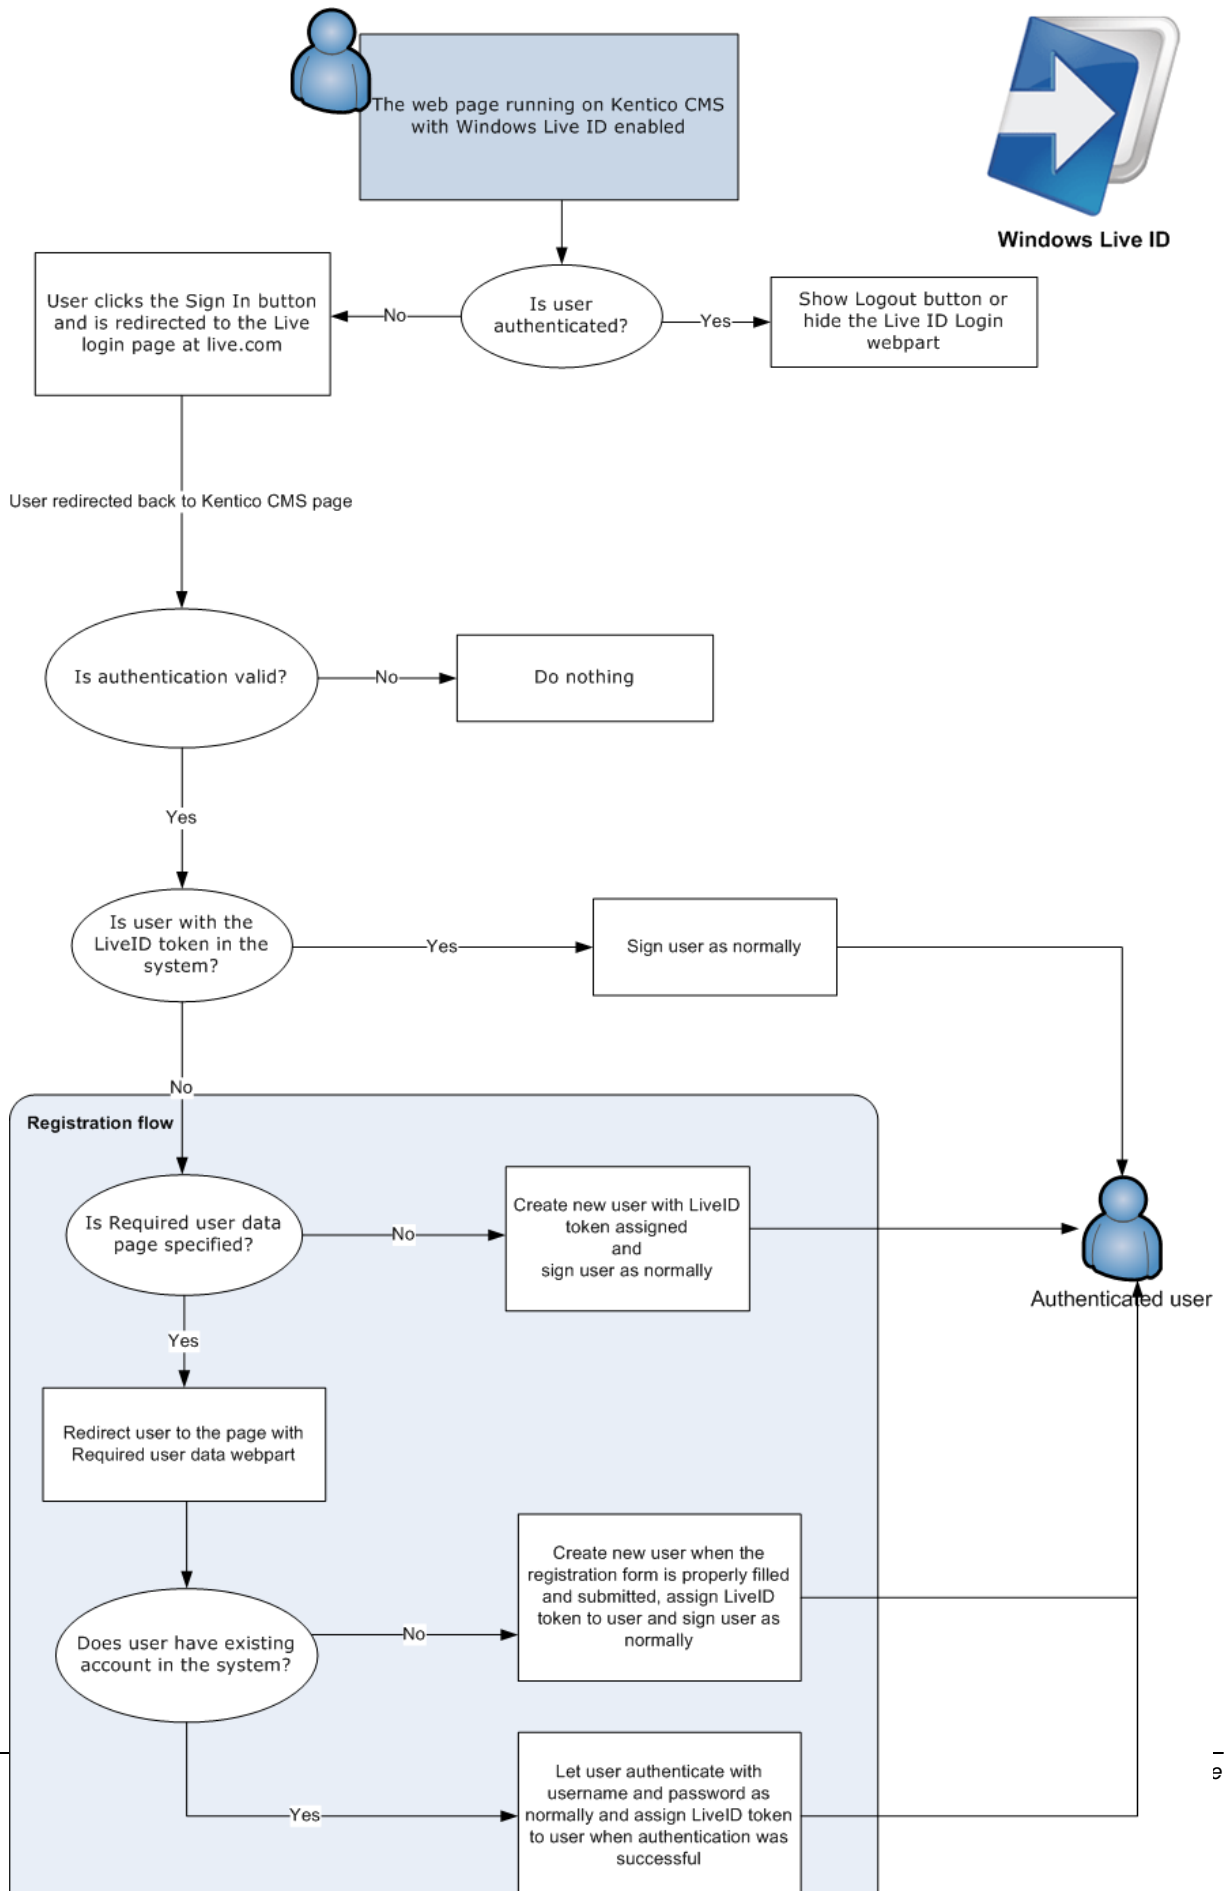 The web page running on Kentico CMS
with Windows Live ID enabled
Windows Live ID
User clicks the Sign In button
and is redirected to the Live
login page at live.com
No
Is user
authenticated?
Yes
Show Logout button or
hide the Live ID Login
webpart
User redirected back to Kentico CMS page
Is authentication valid?
No
Do nothing
Yes
Is user with the
LiveID token in the
system?
Yes
Sign user as normally
No
Registration flow
Is Required user data
page specified?
No
Create new user with LiveID
token assigned
and
sign user as normally
Authenticated user
Yes
Redirect user to the page with
Required user data webpart
Does user have existing
account in the system?
No
Create new user when the
registration form is properly filled
and submitted, assign LiveID
token to user and sign user as
normally
Yes
Let user authenticate with
username and password as
normally and assign LiveID token
to user when authentication was
successful